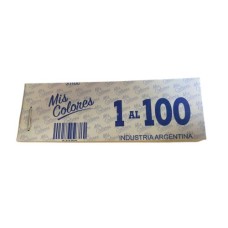 Mis
Colores
1 AL 100
INDUSTRIA ARGENTINA